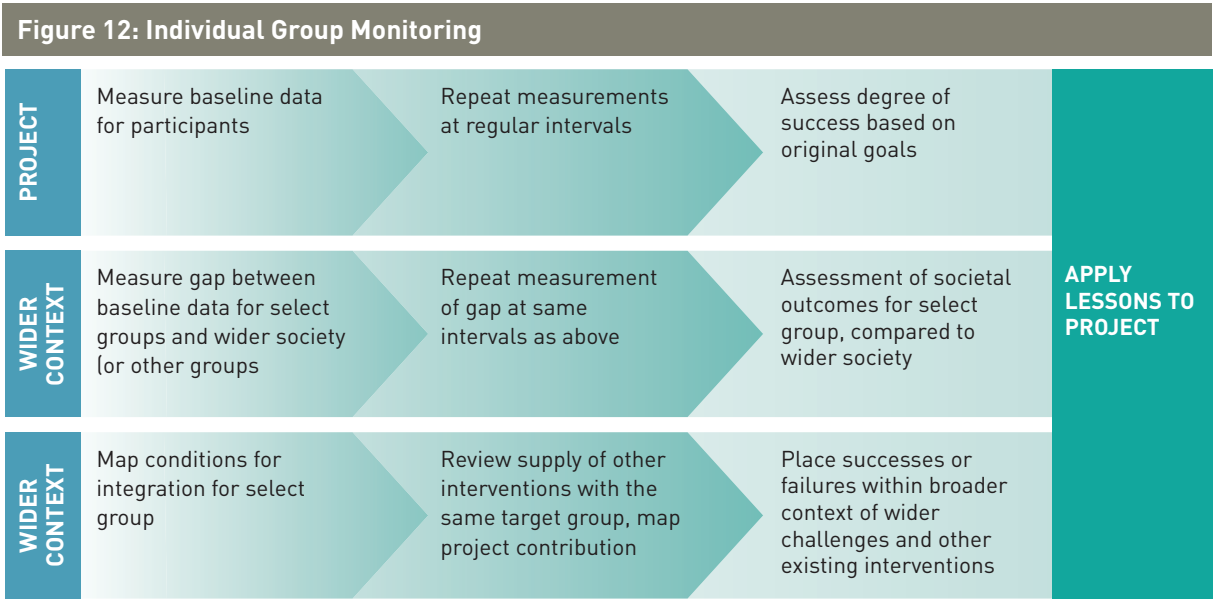 Figure 12: Individual Group Monitoring
PROJECT
Measure baseline data
for participants
Repeat measurements
at regular intervals
Assess degree of
success based on
original goals
WIDER
CONTEXT
Measure gap between
baseline data for select
groups and wider society
(or other groups
Repeat measurement
of gap at same
intervals as above
Assessment of societal
outcomes for select
group, compared to
wider society
WIDER
CONTEXT
Map conditions for
integration for select
group
Review supply of other
interventions with the
same target group, map
project contribution
Place successes or
failures within broader
context of wider
challenges and other
existing interventions
APPLY
LESSONS TO
PROJECT